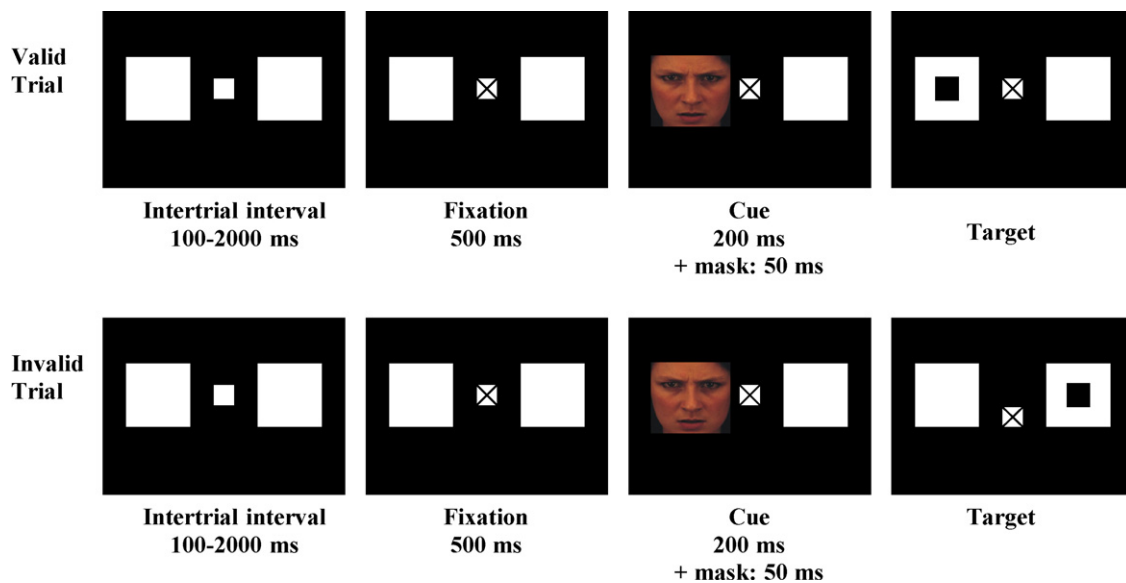 Valid
Trial
Intertrial interval
100-2000 ms
Fixation
500 ms
Cue
200 ms
+ mask: 50 ms
Target
Invalid
Trial
Intertrial interval
100-2000 ms
Fixation
500 ms
Cue
200 ms
+ mask: 50 ms
Target